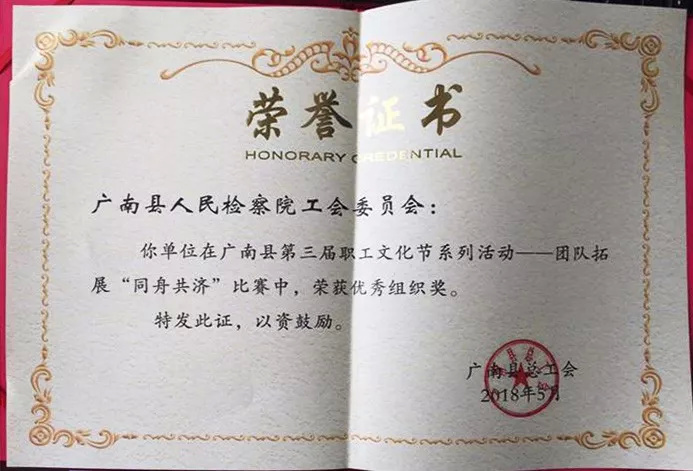 荣誉证书
HONORARY CREDENTIAL
广南县人民检察院工会委员会：
你单位在广南县第三届职工文化节系列活动——团队拓
展“同舟共济”比赛中，荣获优秀组织奖。
特发此证，以资鼓励。
广南县总工会
2018年5月